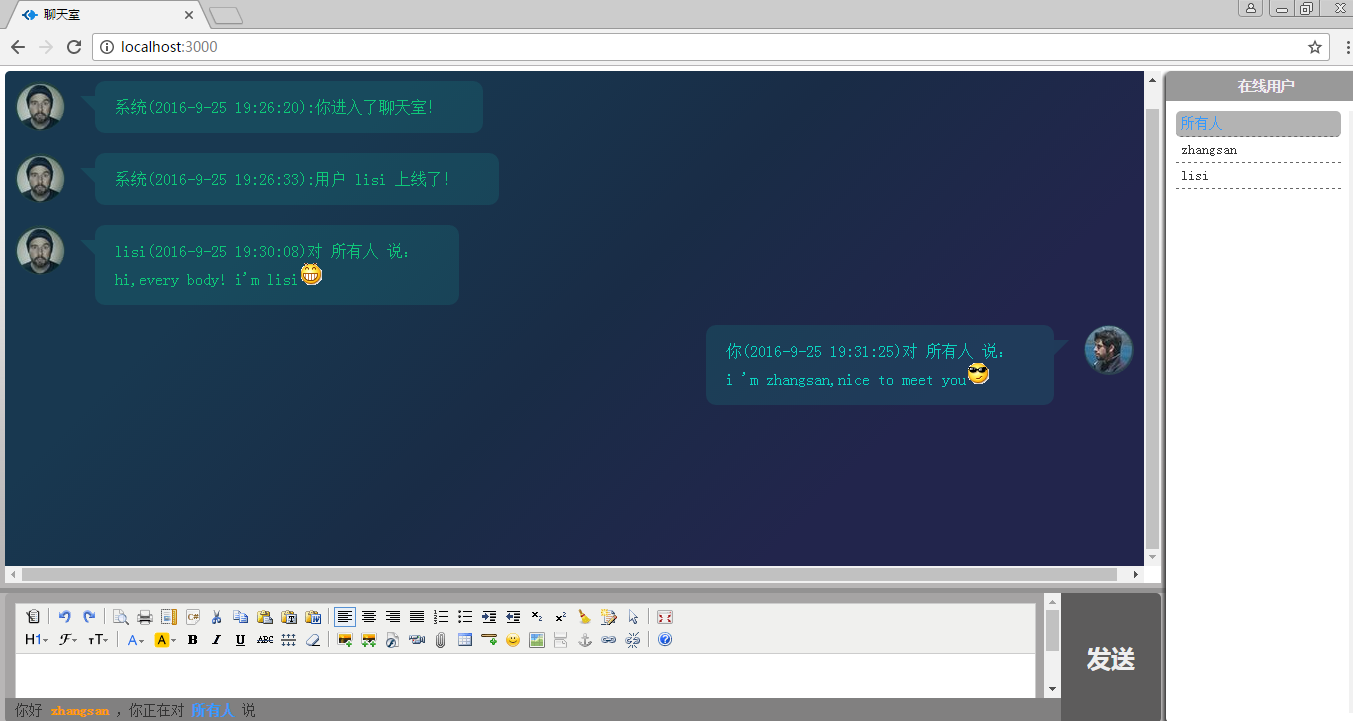 聊天室
localhost:3000
系统(2016-9-25 19:26:20):你进入了聊天室!
系统(2016-9-25 19:26:33):用户 lisi 上线了!
lisi(2016-9-25 19:30:08)对 所有人 说:
hi,every body! i'm lisi
你(2016-9-25 19:31:25)对 所有人 说:
i 'm zhangsan,nice to meet you
在线用户
所有人
zhangsan
lisi
H1 F тT A A B I U ABC
发送
你好 zhangsan ，你正在对 所有人 说